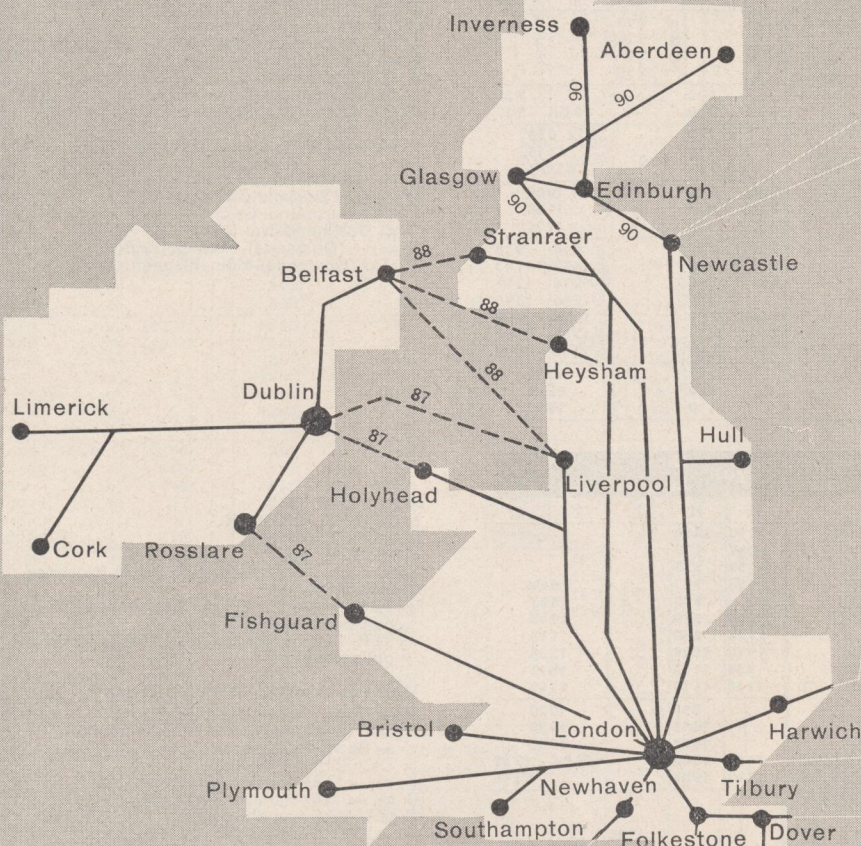 Inverness
Aberdeen
90
90
Glasgow
Edinburgh
90
90
Stranraer
Newcastle
88
Belfast
88
Heysham
88
Dublin
87
Limerick
87
Hull
Liverpool
Holyhead
Cork
Rosslare
87
Fishguard
Bristol
London
Harwich
Plymouth
Newhaven
Tilbury
Southampton
Folkestone
Dover